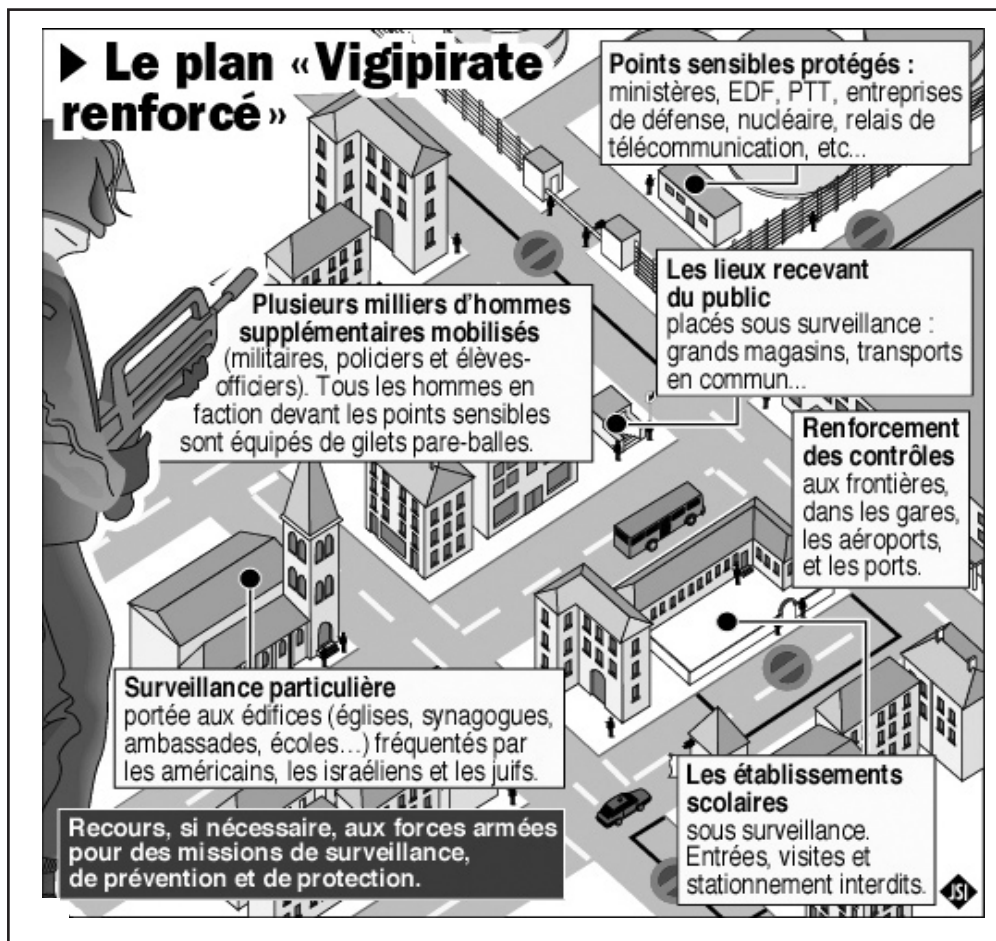 ▶ Le plan «Vigipirate
renforcé»
Points sensibles protégés :
ministères, EDF, PTT, entreprises
de défense, nucléaire, relais de
télécommunication, etc...
Les lieux recevant
du public
placés sous surveillance :
grands magasins, transports
en commun...
Plusieurs milliers d'hommes
supplémentaires mobilisés
(militaires, policiers et élèves-
officiers). Tous les hommes en
faction devant les points sensibles
sont équipés de gilets pare-balles.
Renforcement
des contrôles
aux frontières,
dans les gares,
les aéroports,
et les ports.
Surveillance particulière
portée aux édifices (églises, synagogues,
ambassades, écoles...) fréquentés par
les américains, les israéliens et les juifs.
Les établissements
scolaires
sous surveillance.
Entrées, visites et
stationnement interdits.
Recours, si nécessaire, aux forces armées
pour des missions de surveillance,
de prévention et de protection.
JSI